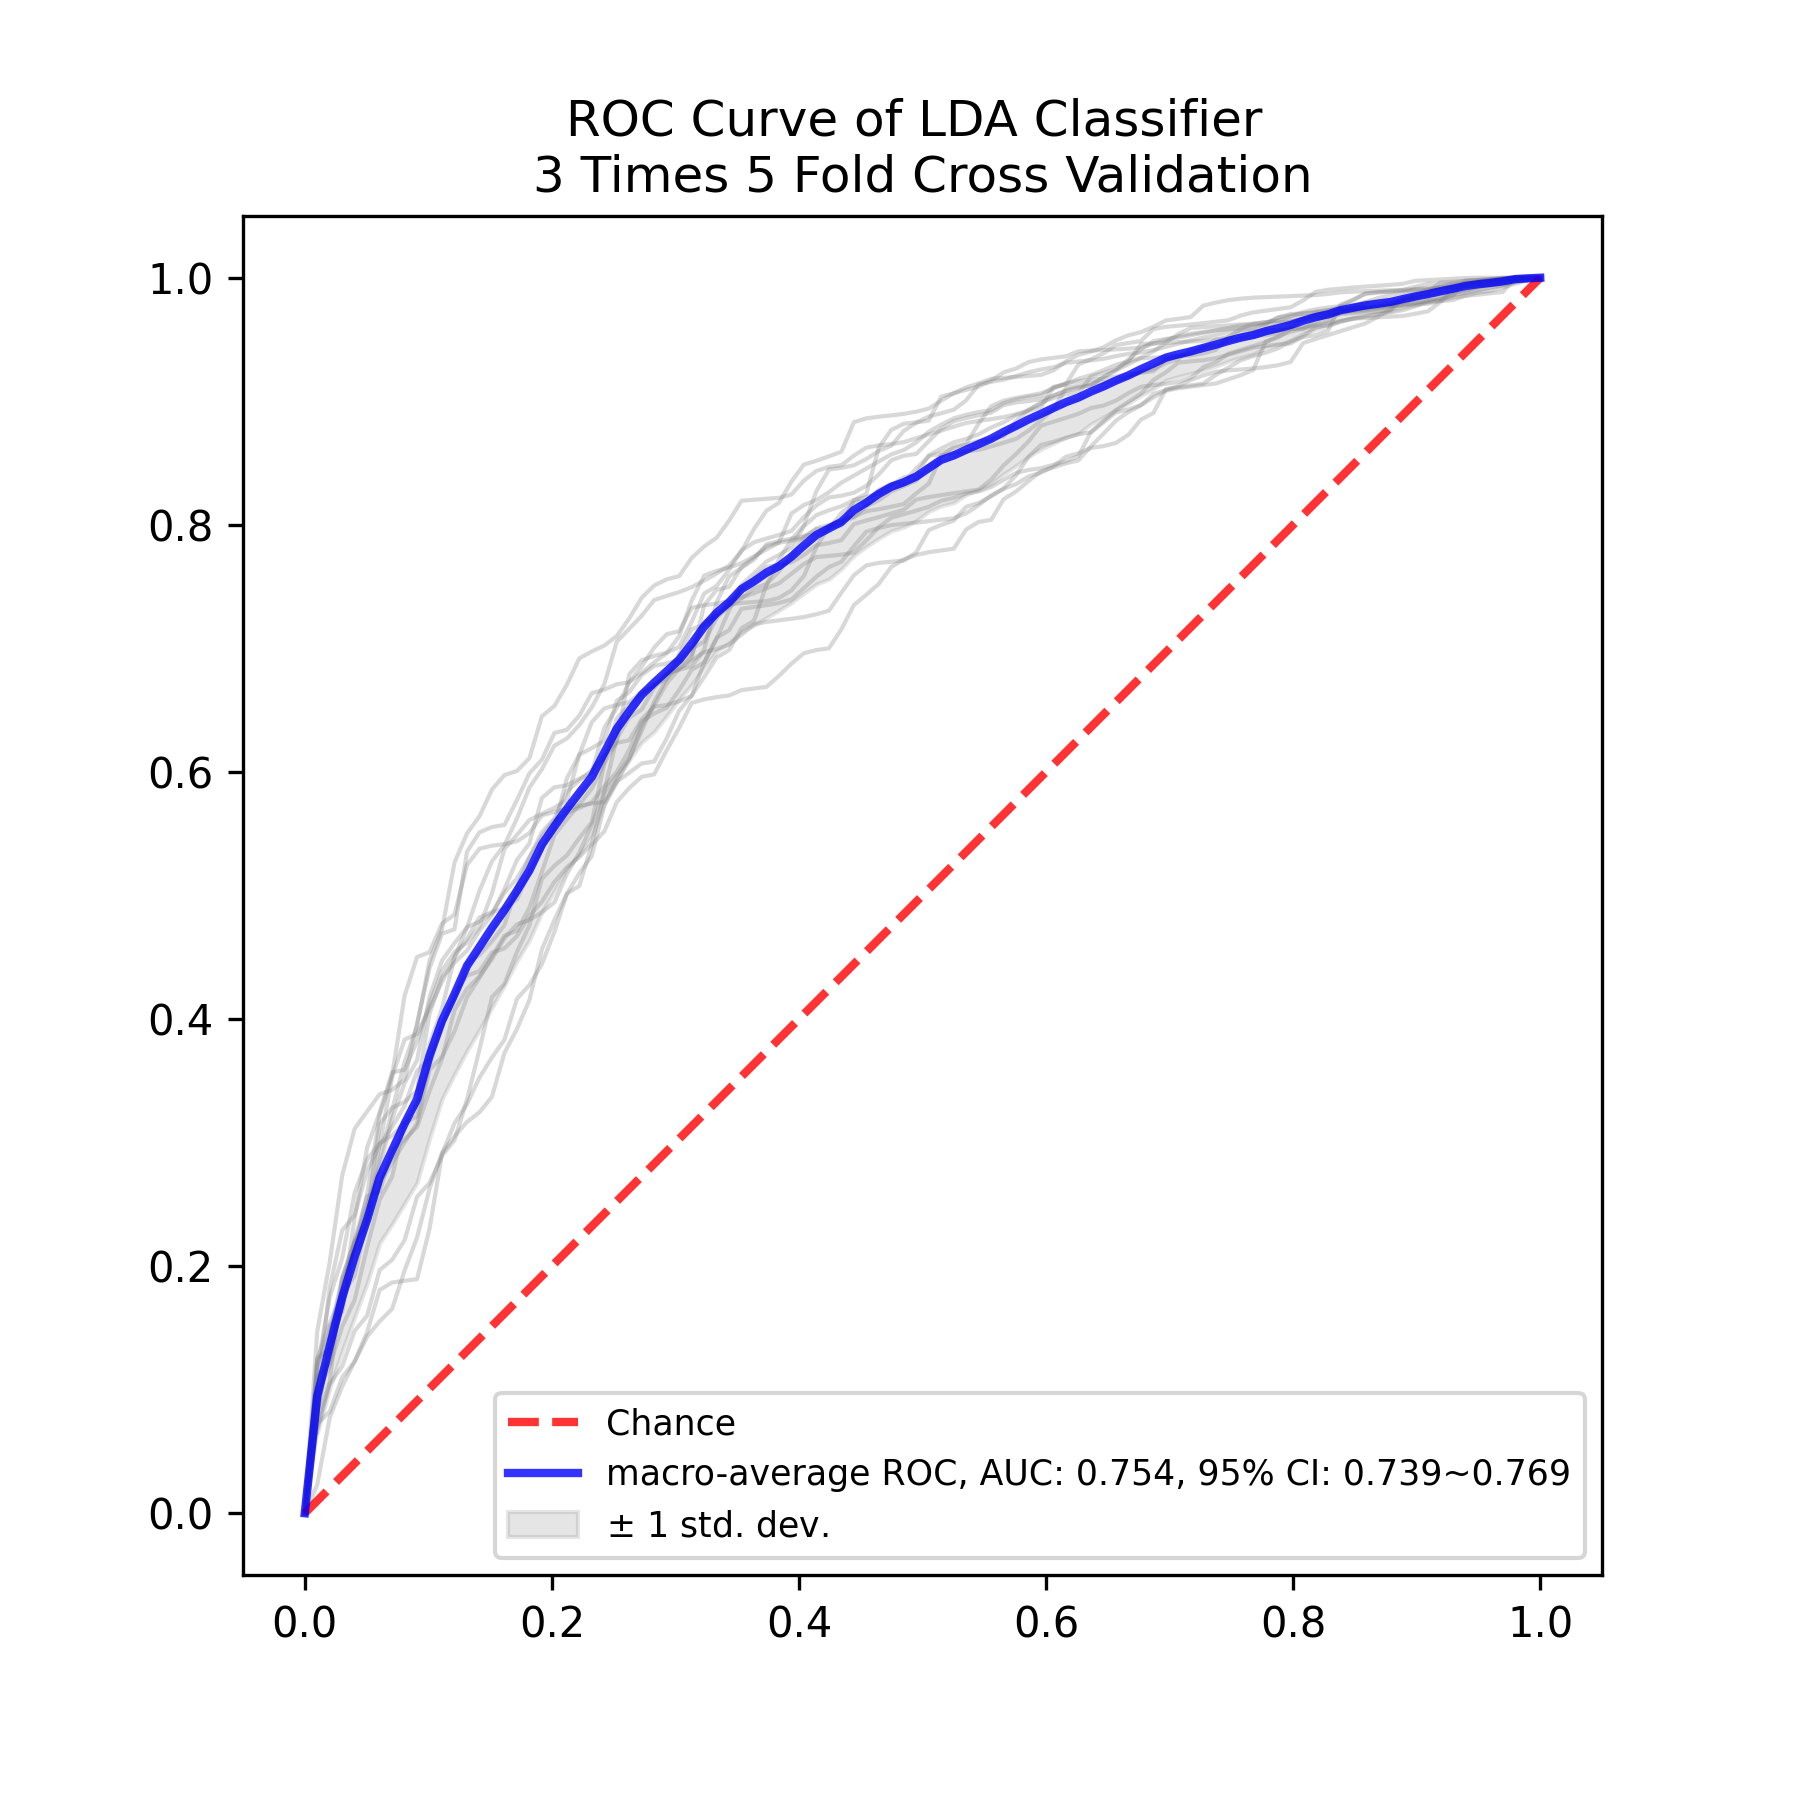 ROC Curve of LDA Classifier
3 Times 5 Fold Cross Validation
1.0
0.8
0.6
0.4
0.2
0.0
Chance
macro-average ROC, AUC: 0.754, 95% CI: 0.739~0.769
± 1 std. dev.
0.0 0.2 0.4 0.6 0.8 1.0